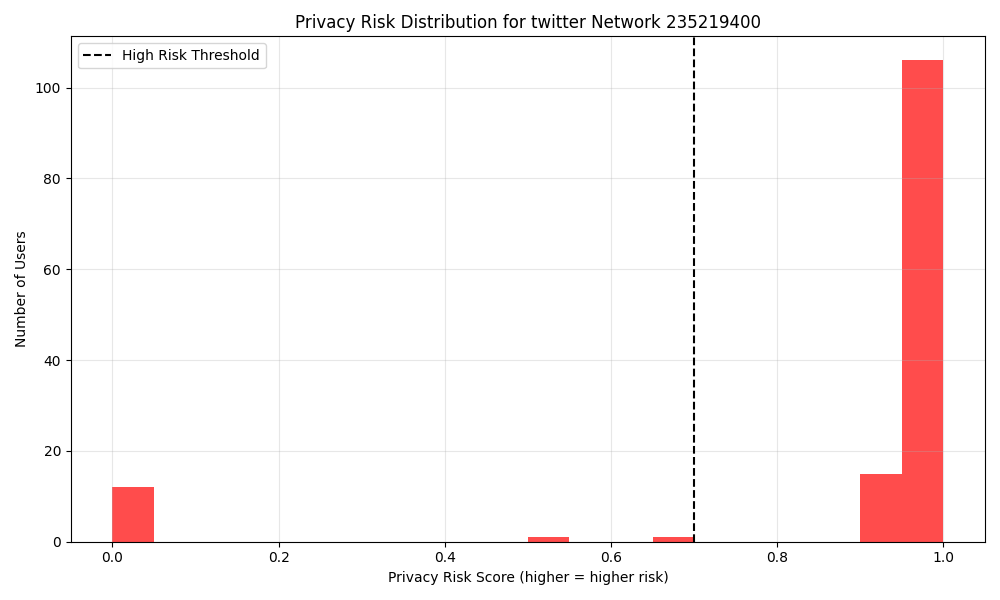 Privacy Risk Distribution for twitter Network 235219400
High Risk Threshold
100
80
60
40
20
0
Number of Users
0.0 0.2 0.4 0.6 0.8 1.0
Privacy Risk Score (higher = higher risk)